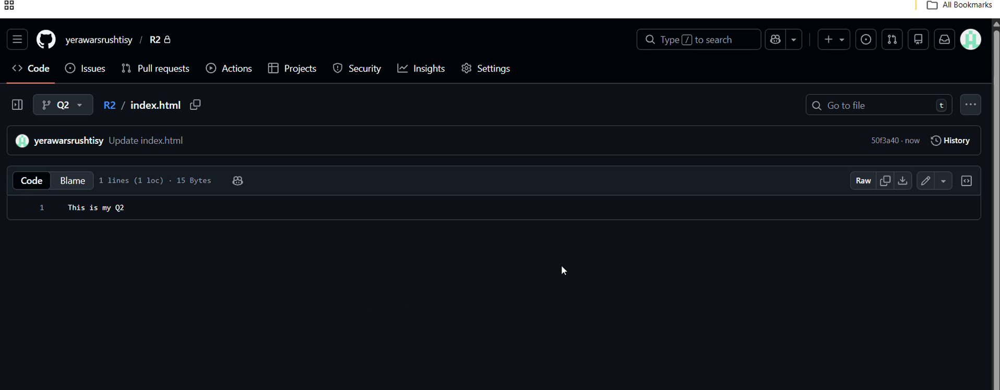 All Bookmarks
yerawarsrushtisy / R2
Type / to search
Code Issues Pull requests Actions Projects Security Insights Settings
Q2 R2 / index.html
Go to file t
yerawarsrushtisy Update index.html
50f3a40 · now History
Code Blame 1 lines (1 loc) · 15 Bytes
Raw
1 This is my Q2